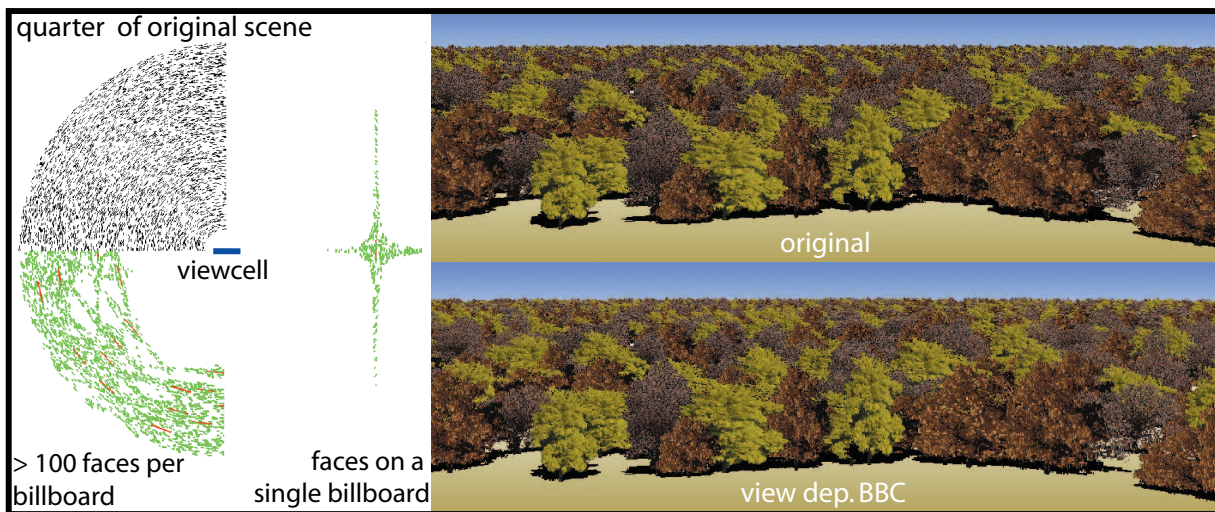 quarter of original scene
viewcell
> 100 faces per
billboard
faces on a
single billboard
original
view dep. BBC